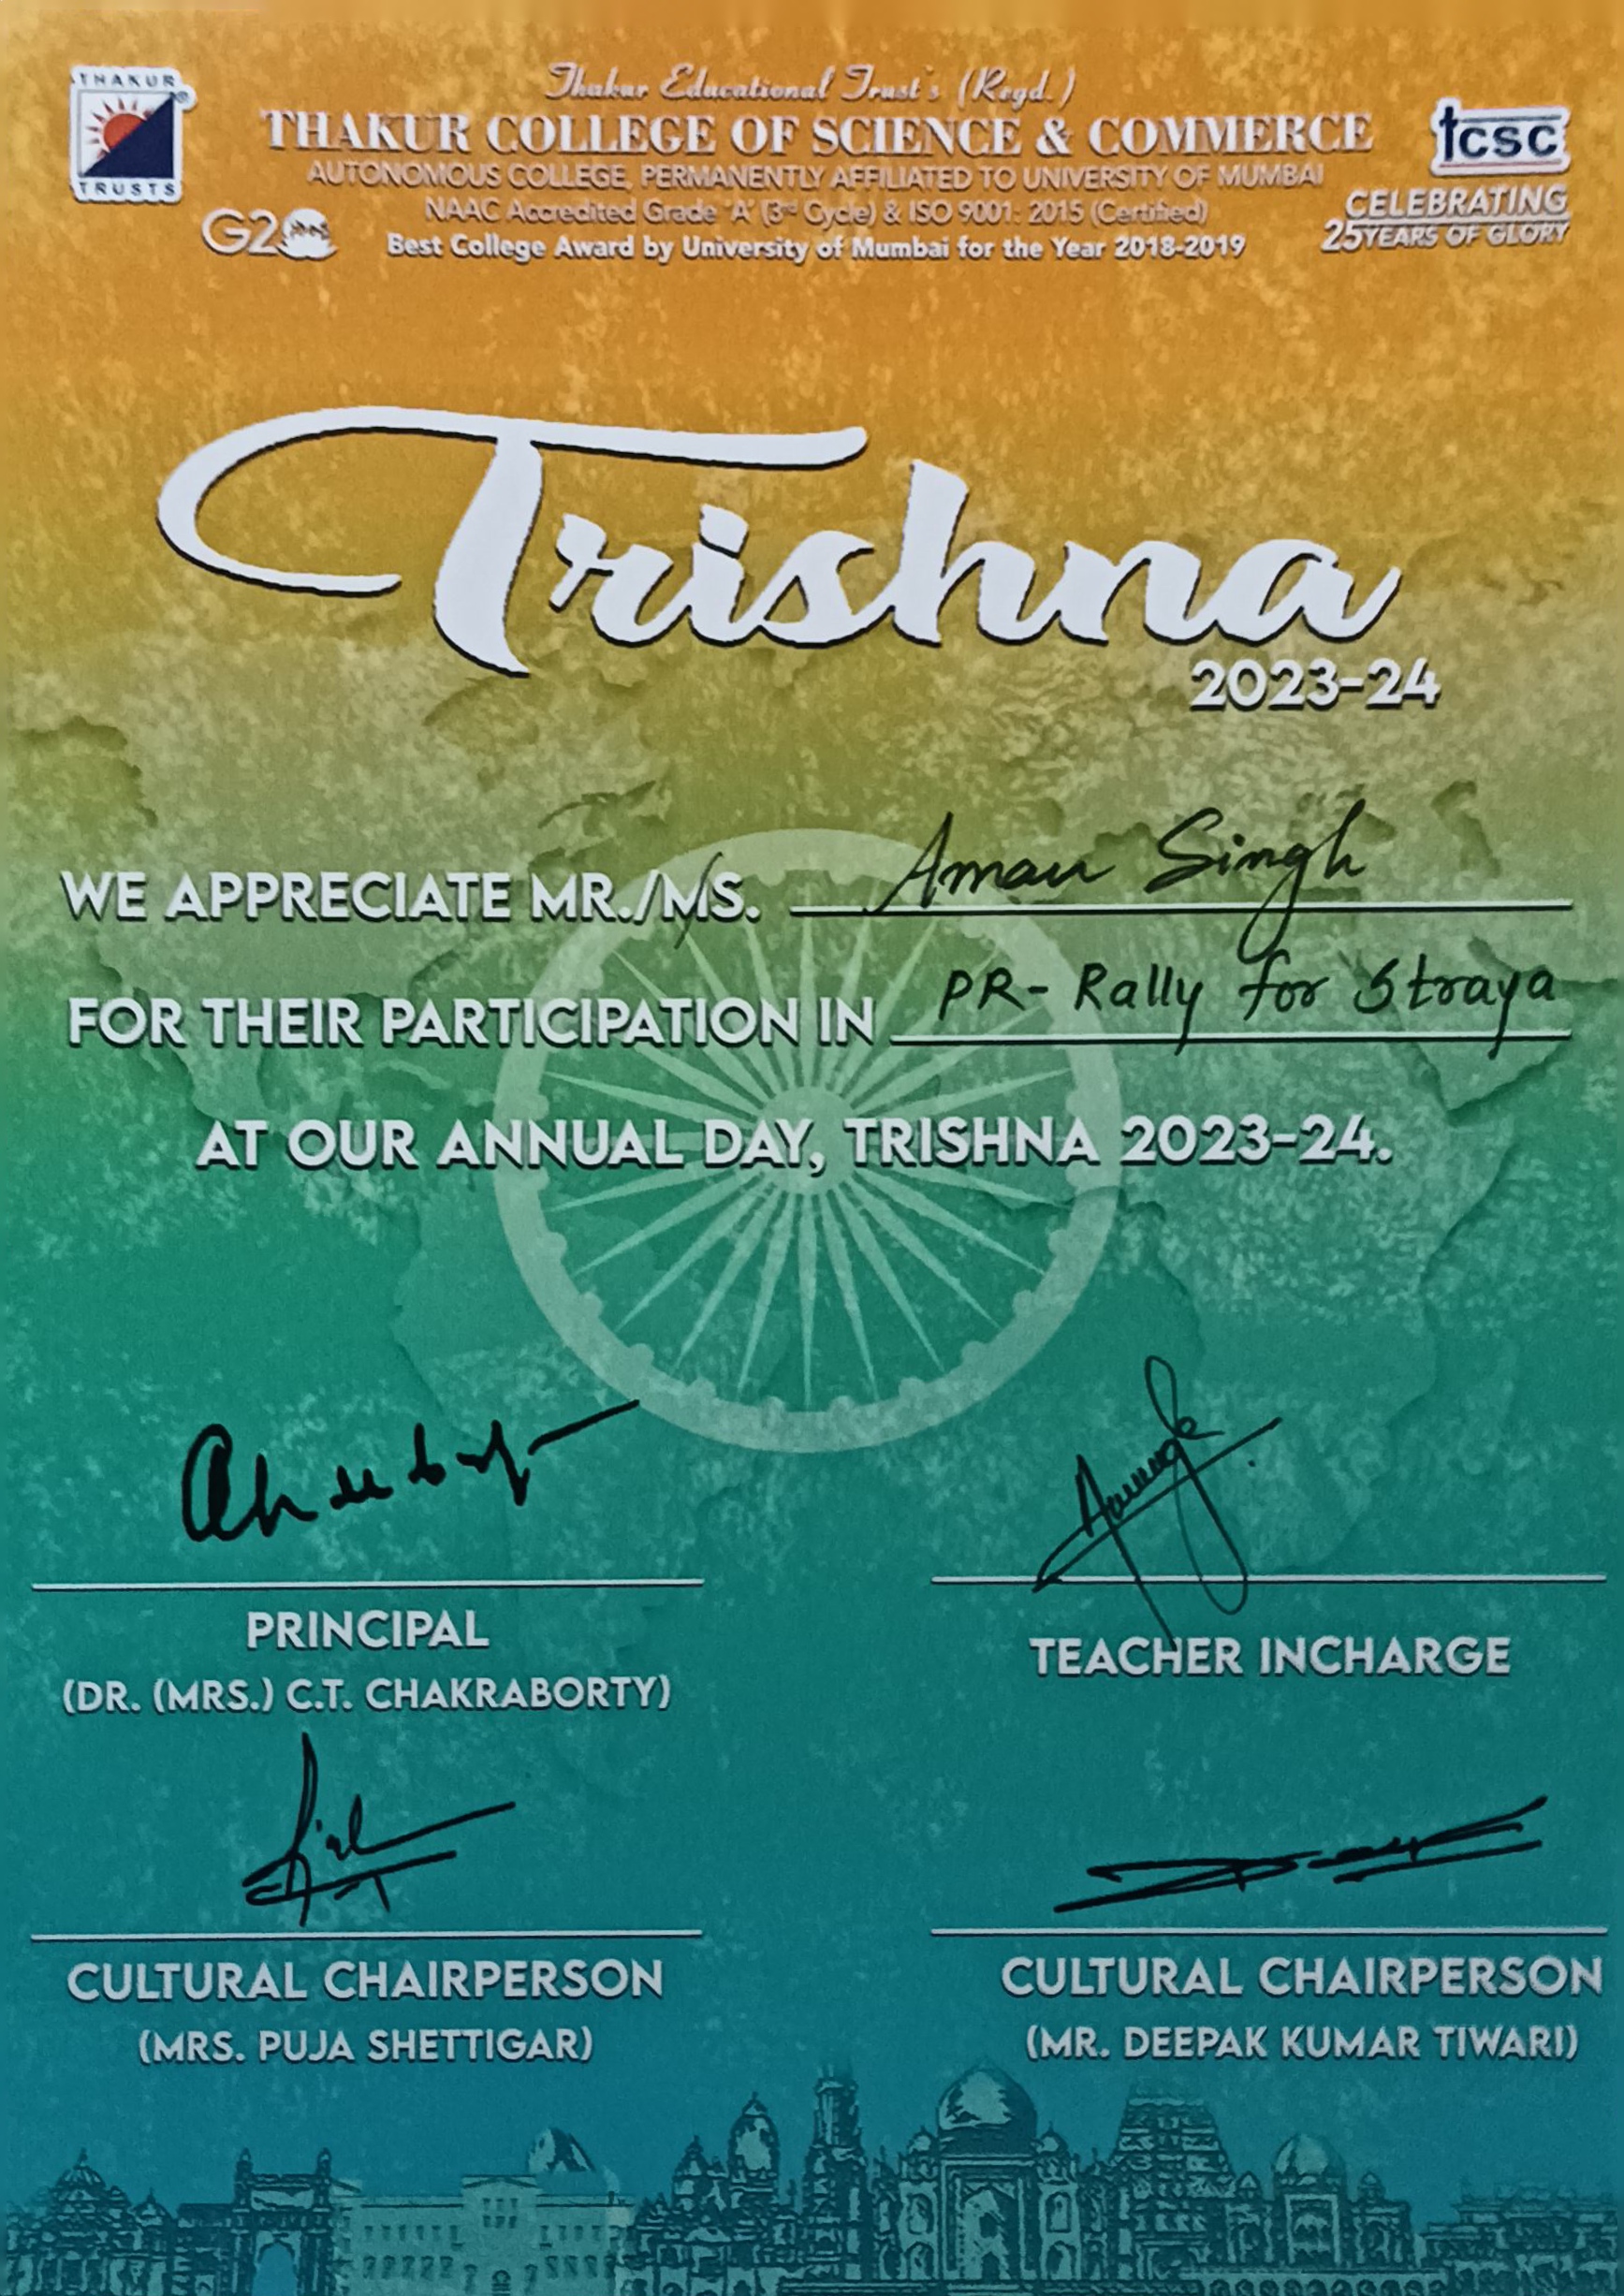 THAKUR
TRUSTS
Thakur Educational Trust's (Regd.)
THAKUR COLLEGE OF SCIENCE & COMMERCE
AUTONOMOUS COLLEGE, PERMANENTLY AFFILIATED TO UNIVERSITY OF MUMBAI
NAAC Accredited Grade 'A' (3rd Cycle) & ISO 9001: 2015 (Certified)
Best College Award by University of Mumbai for the Year 2018-2019
G20
tcsc
CELEBRATING
25 YEARS OF GLORY
Trishna
2023-24
WE APPRECIATE MR./MS. Aman Singh
FOR THEIR PARTICIPATION IN PR- Rally for Straya
AT OUR ANNUAL DAY, TRISHNA 2023-24.
PRINCIPAL
(DR. (MRS.) C.T. CHAKRABORTY)
TEACHER INCHARGE
CULTURAL CHAIRPERSON
(MRS. PUJA SHETTIGAR)
CULTURAL CHAIRPERSON
(MR. DEEPAK KUMAR TIWARI)